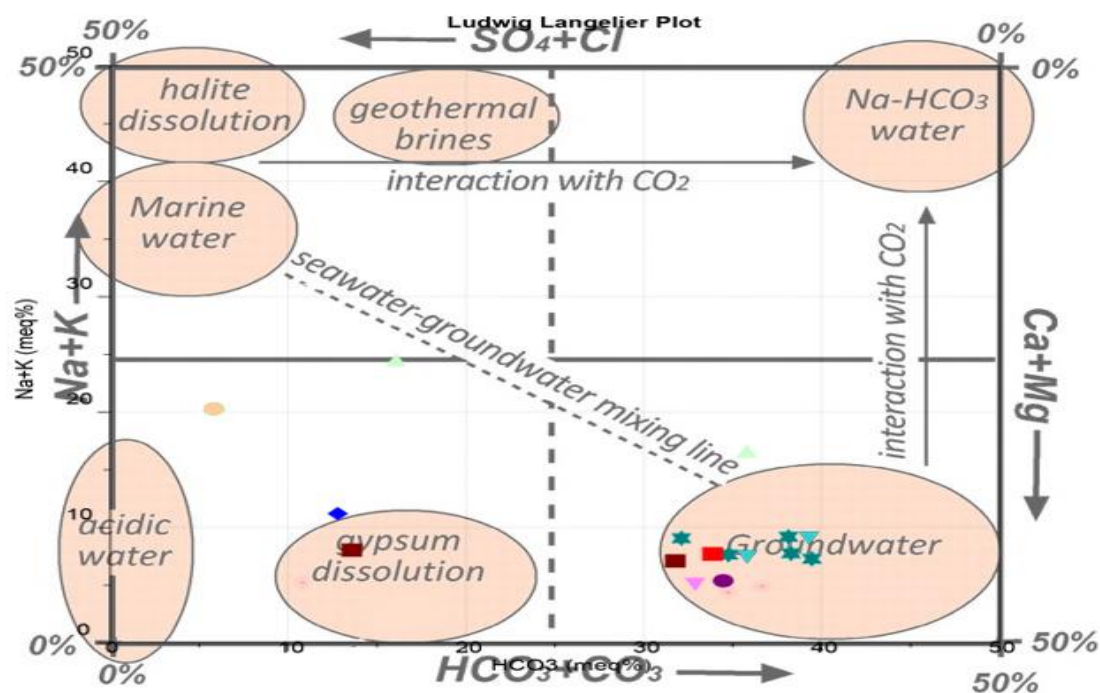 Ludwig Langelier Plot
50%
SO₄+Cl
0%
50%
50
0%
halite
dissolution
geothermal
brines
Na-HCO₃
water
40
interaction with CO₂
Marine
water
30
seawater-groundwater mixing line
interaction with CO₂
Na+K (meq%)
Na+K
Ca+Mg
20
10
acidic
water
gypsum
dissolution
Groundwater
0%
0
0
10
20
30
40
50
50%
0%
HCO₃+CO₃
HCO3 (meq%)
50%